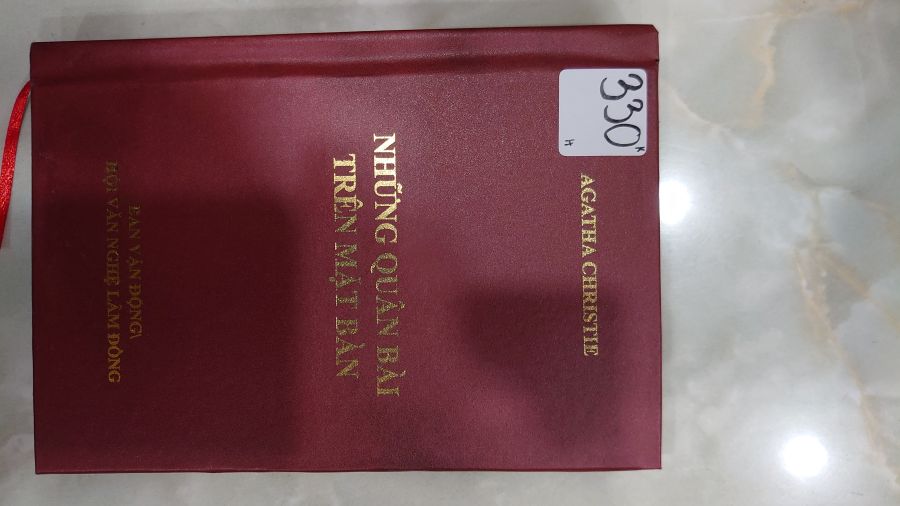 330K
AGATHA CHRISTIE
NHỮNG QUÂN BÀI
TRÊN MẶT BÀN
BAN VẬN ĐỘNG
HỘI VĂN NGHỆ LÂM ĐỒNG